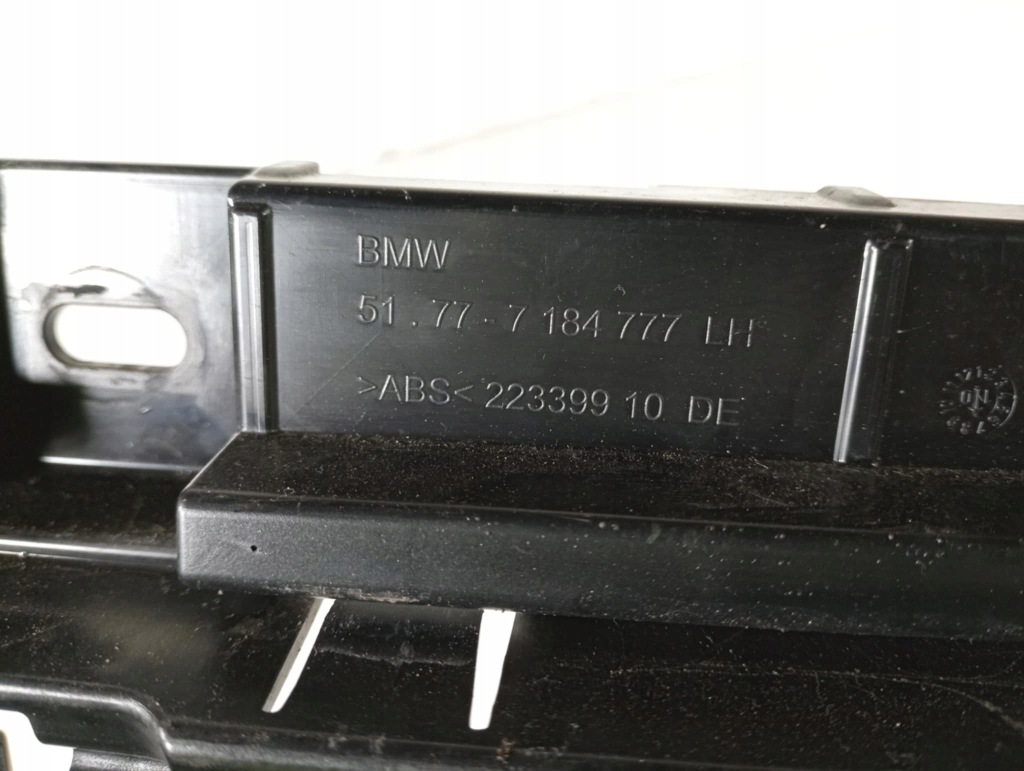 BMW
51.77-7 184 777 LH
>ABS< 223399 10 DE